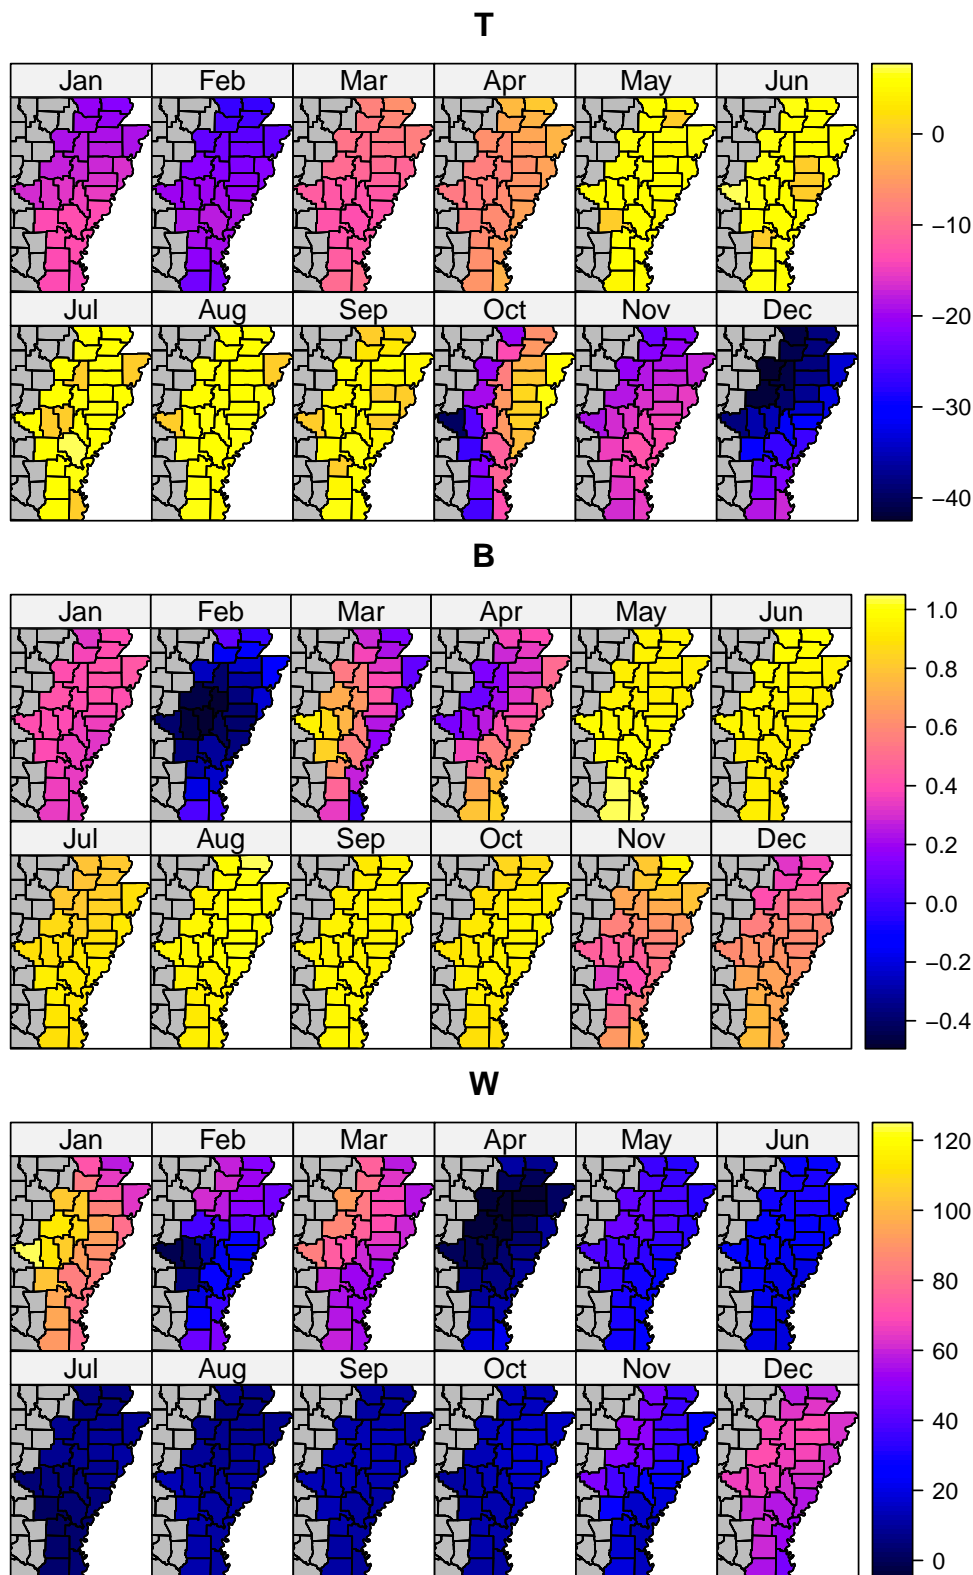 T
Jan Feb Mar Apr May Jun
0
−10
−20
−30
−40
Jul Aug Sep Oct Nov Dec
B
Jan Feb Mar Apr May Jun
1.0
0.8
0.6
0.4
0.2
0.0
−0.2
−0.4
Jul Aug Sep Oct Nov Dec
W
Jan Feb Mar Apr May Jun
120
100
80
60
40
20
0
Jul Aug Sep Oct Nov Dec